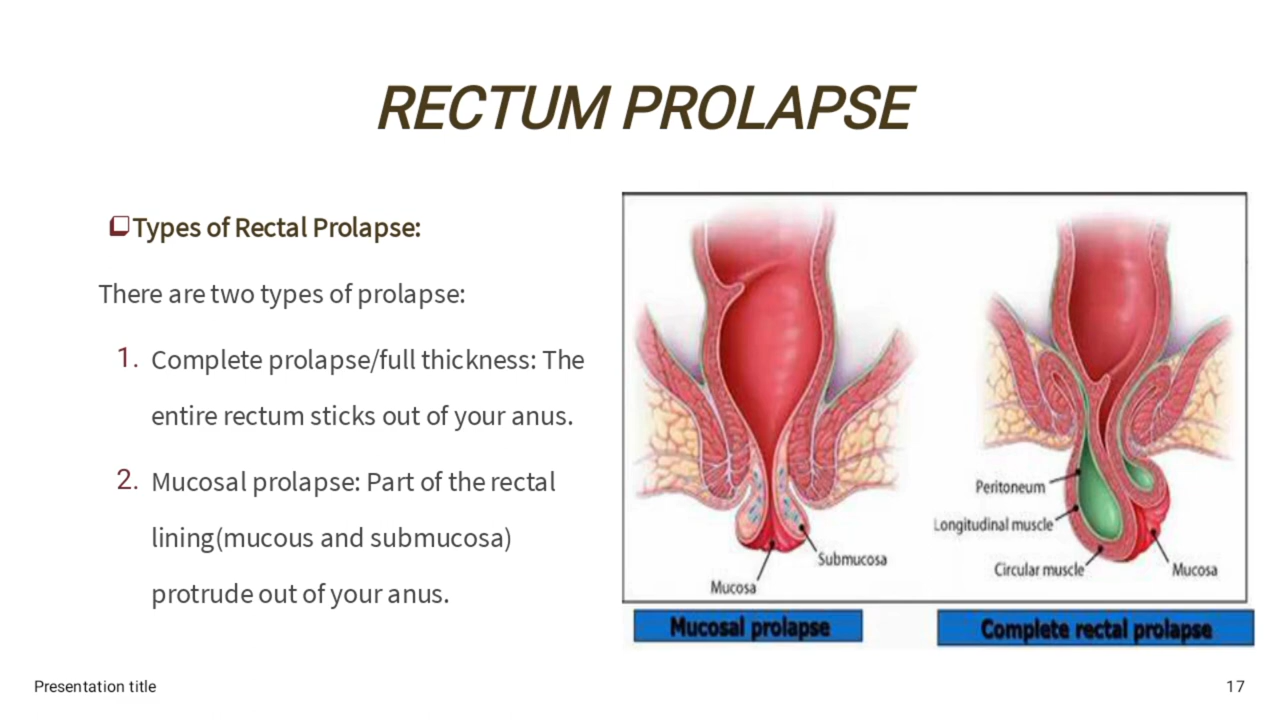 RECTUM PROLAPSE
Types of Rectal Prolapse:
There are two types of prolapse:
1. Complete prolapse/full thickness: The
entire rectum sticks out of your anus.
2. Mucosal prolapse: Part of the rectal
lining(mucous and submucosa)
protrude out of your anus.
Submucosa
Mucosa
Peritoneum
Longitudinal muscle
Circular muscle
Mucosa
Mucosal prolapse
Complete rectal prolapse
Presentation title
17